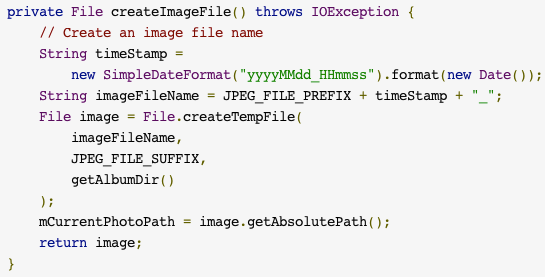 private File createImageFile() throws IOException {
    // Create an image file name
    String timeStamp =
        new SimpleDateFormat("yyyyMMdd_HHmmss").format(new Date());
    String imageFileName = JPEG_FILE_PREFIX + timeStamp + "_";
    File image = File.createTempFile(
        imageFileName,
        JPEG_FILE_SUFFIX,
        getAlbumDir()
    );
    mCurrentPhotoPath = image.getAbsolutePath();
    return image;
}